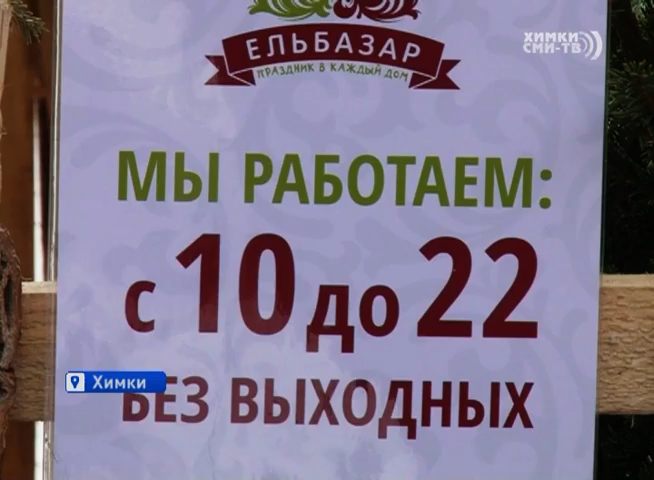 ЕЛЬБАЗАР
ПРАЗДНИК В КАЖДЫЙ ДОМ
ХИМКИ
СМИ-ТВ
МЫ РАБОТАЕМ:
с 10 до 22
Химки
БЕЗ ВЫХОДНЫХ